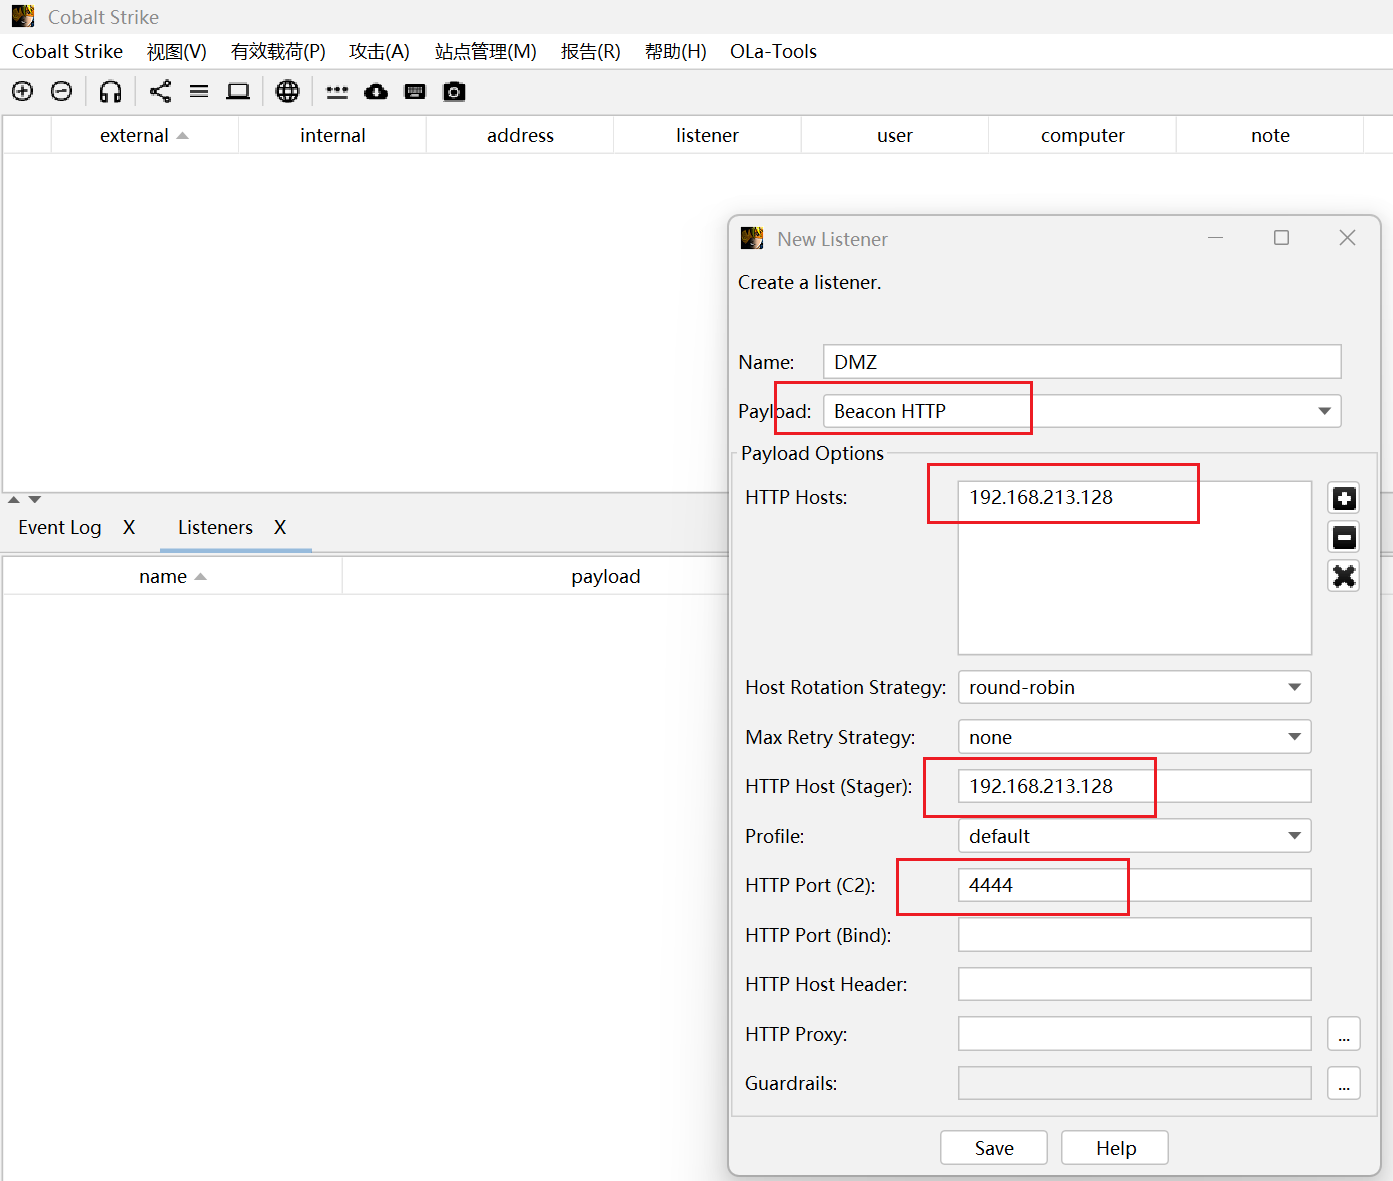 Cobalt Strike
Cobalt Strike 视图(V) 有效载荷(P) 攻击(A) 站点管理(M) 报告(R) 帮助(H) OLa-Tools
external internal address listener user computer note
New Listener
Create a listener.
Name: DMZ
Payload: Beacon HTTP
Payload Options
HTTP Hosts: 192.168.213.128
Event Log X Listeners X
name payload
Host Rotation Strategy: round-robin
Max Retry Strategy: none
HTTP Host (Stager): 192.168.213.128
Profile: default
HTTP Port (C2): 4444
HTTP Port (Bind):
HTTP Host Header:
HTTP Proxy: ...
Guardrails: ...
Save Help